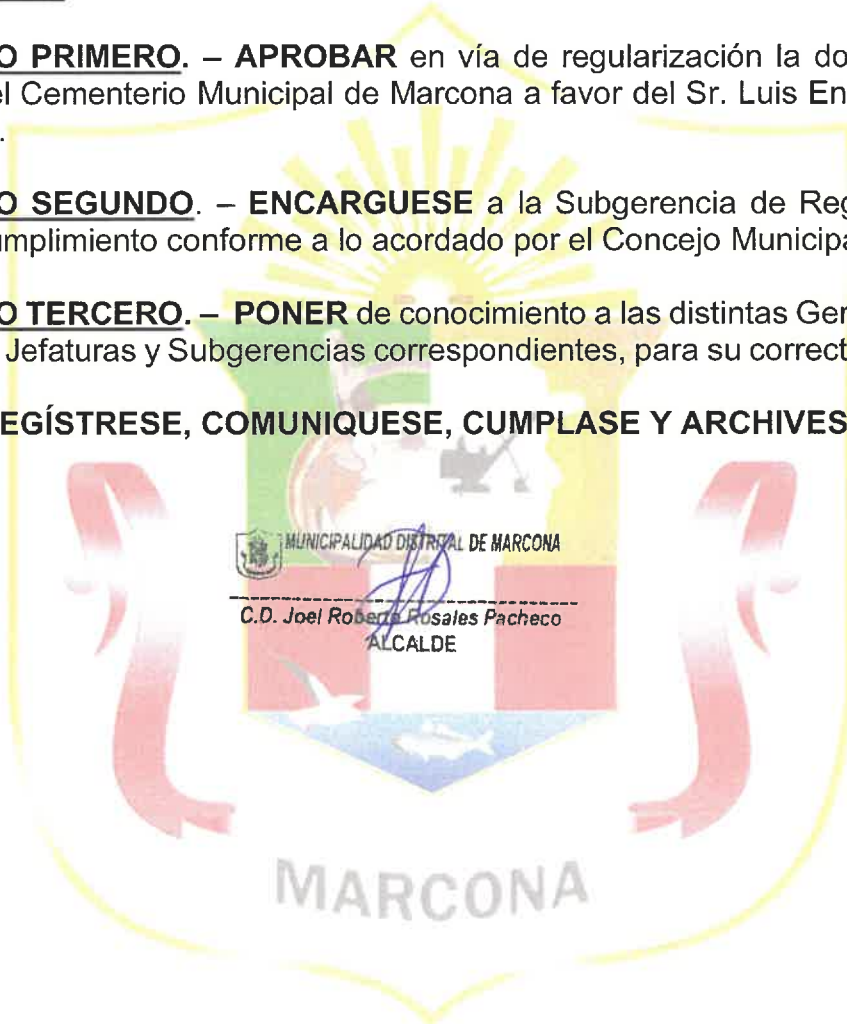 O PRIMERO. – APROBAR en vía de regularización la do
el Cementerio Municipal de Marcona a favor del Sr. Luis En
.
O SEGUNDO. – ENCARGUESE a la Subgerencia de Reg
umplimiento conforme a lo acordado por el Concejo Municipa
O TERCERO. – PONER de conocimiento a las distintas Ger
Jefaturas y Subgerencias correspondientes, para su correct
EGÍSTRESE, COMUNIQUESE, CUMPLASE Y ARCHIVES
MUNICIPALIDAD DISTRITAL DE MARCONA
C.D. Joel Roberto Rosales Pacheco
ALCALDE
MARCONA